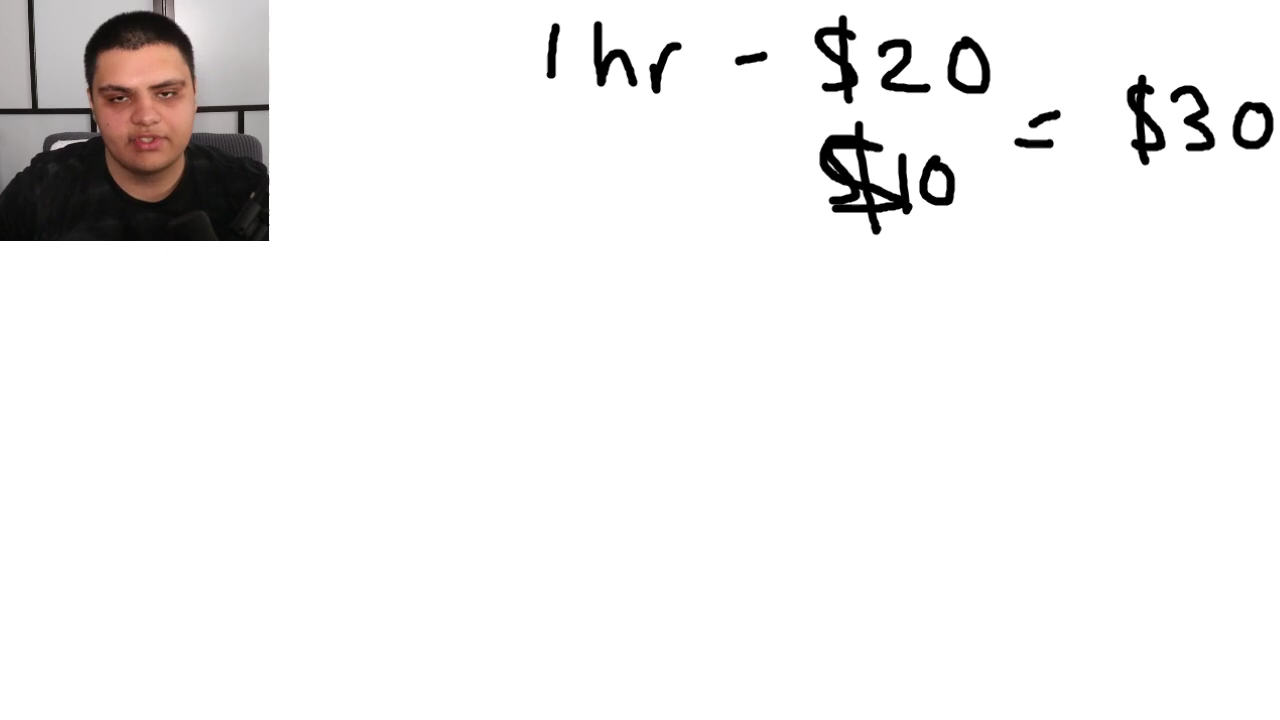 1 hr - $20
$10
= $30